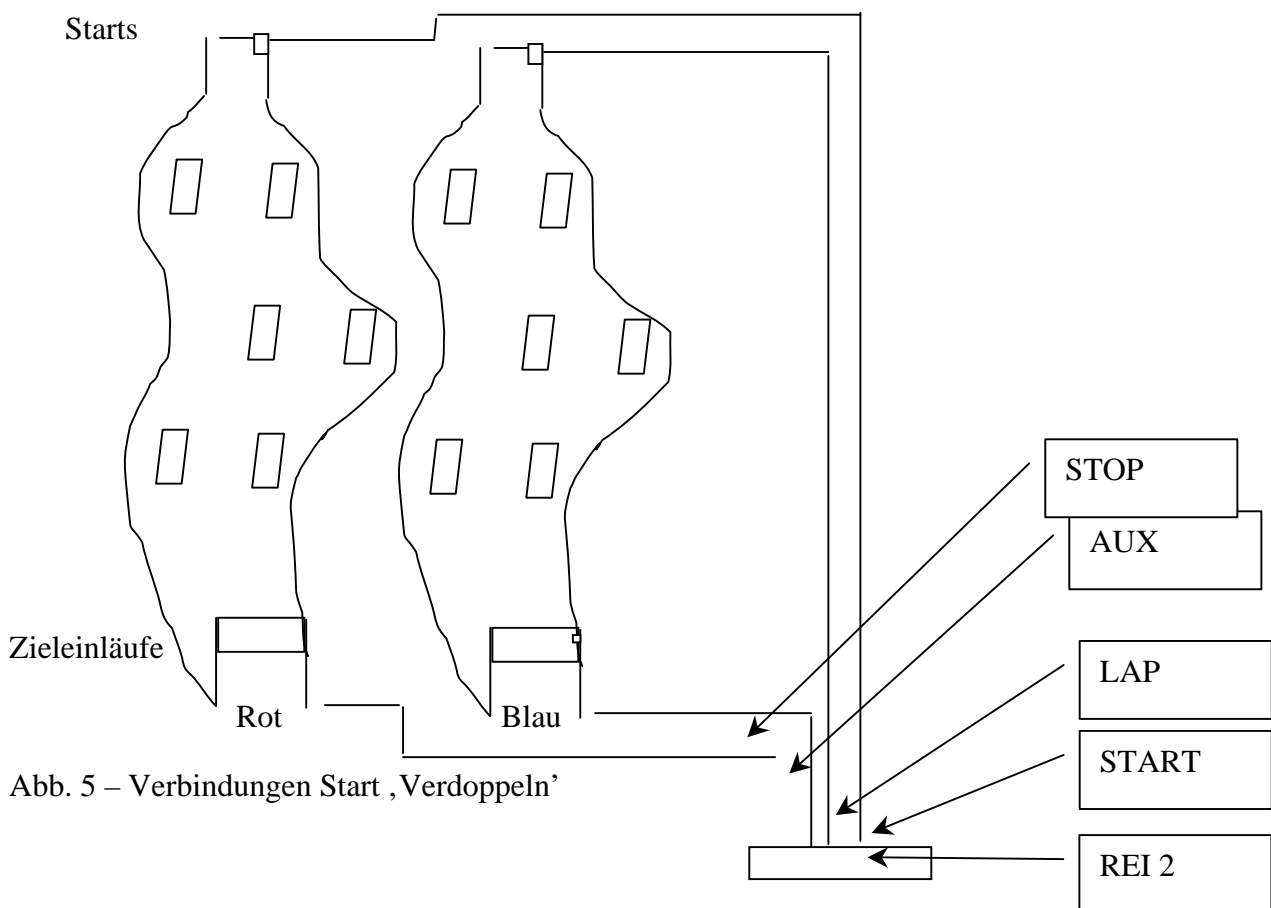 Starts
STOP
AUX
Zieleinläufe
LAP
Rot
Blau
START
Abb. 5 – Verbindungen Start ‚Verdoppeln’
REI 2